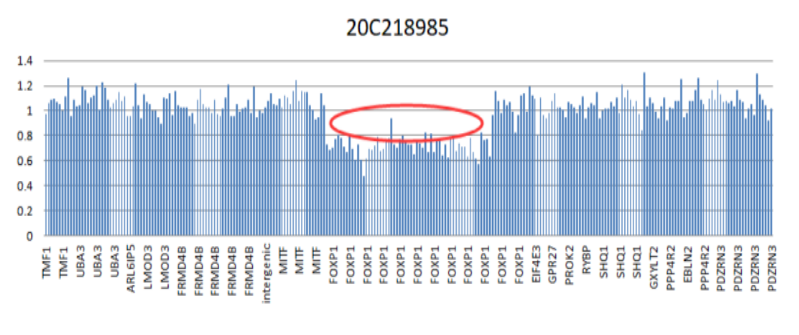 20C218985
1.4
1.2
1
0.8
0.6
0.4
0.2
0
TMF1
TMF1
UBA3
UBA3
UBA3
ARL6IP5
LMOD3
LMOD3
FRMD4B
FRMD4B
FRMD4B
FRMD4B
FRMD4B
intergenic
MITF
MITF
MITF
FOXP1
FOXP1
FOXP1
FOXP1
FOXP1
FOXP1
FOXP1
FOXP1
FOXP1
FOXP1
FOXP1
FOXP1
EIF4E3
GPR27
PROK2
RYBP
SHQ1
SHQ1
SHQ1
GXYLT2
PPP4R2
EBLN2
PPP4R2
PDZRN3
PDZRN3
PDZRN3
PDZRN3